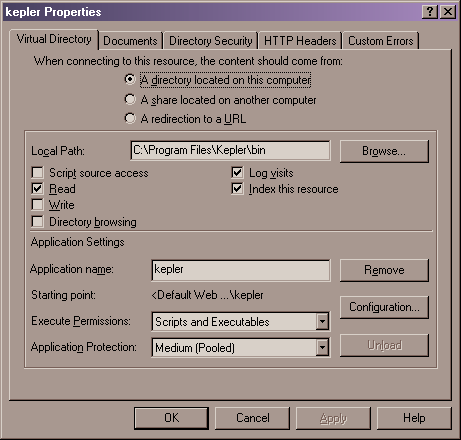 kepler Properties
Virtual Directory Documents Directory Security HTTP Headers Custom Errors
When connecting to this resource, the content should come from:
A directory located on this computer
A share located on another computer
A redirection to a URL
Local Path: C:\Program Files\Kepler\bin Browse...
Script source access Log visits
Read Index this resource
Write
Directory browsing
Application Settings
Application name: kepler Remove
Starting point: <Default Web ...\kepler
Configuration...
Execute Permissions: Scripts and Executables
Application Protection: Medium (Pooled) Unload
OK Cancel Apply Help